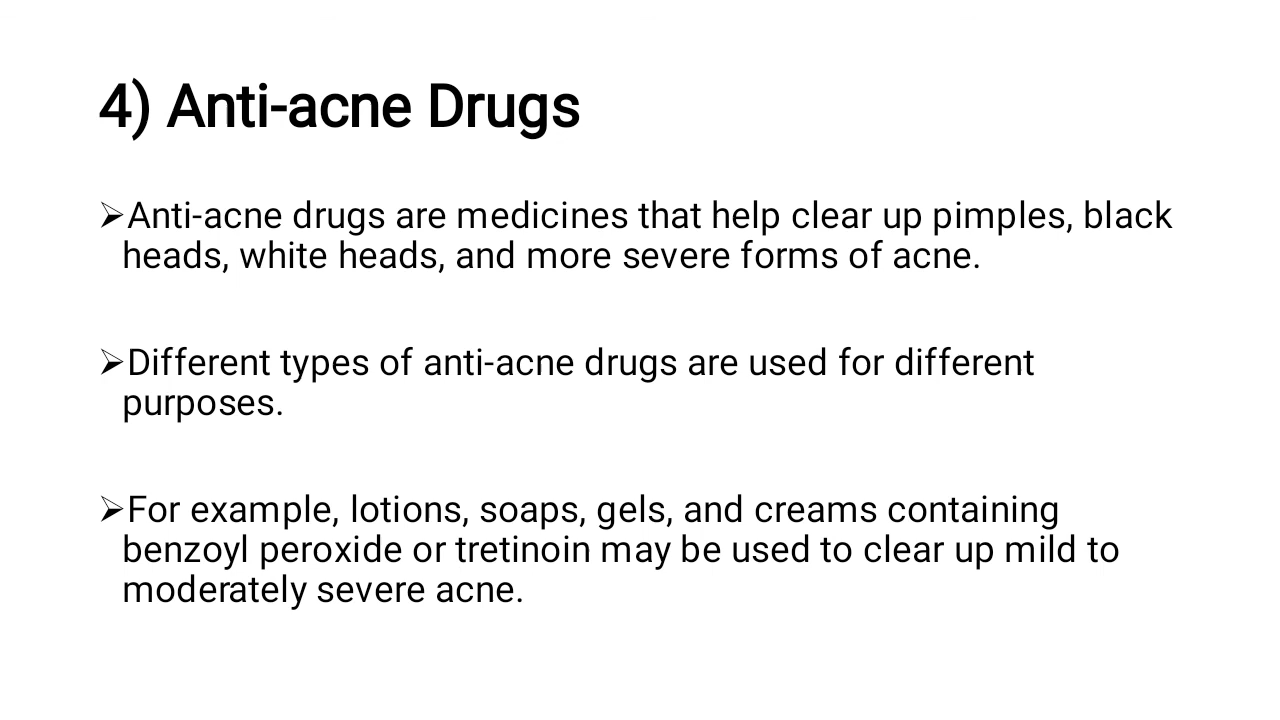 4) Anti-acne Drugs
➢Anti-acne drugs are medicines that help clear up pimples, black
heads, white heads, and more severe forms of acne.
➢Different types of anti-acne drugs are used for different
purposes.
➢For example, lotions, soaps, gels, and creams containing
benzoyl peroxide or tretinoin may be used to clear up mild to
moderately severe acne.